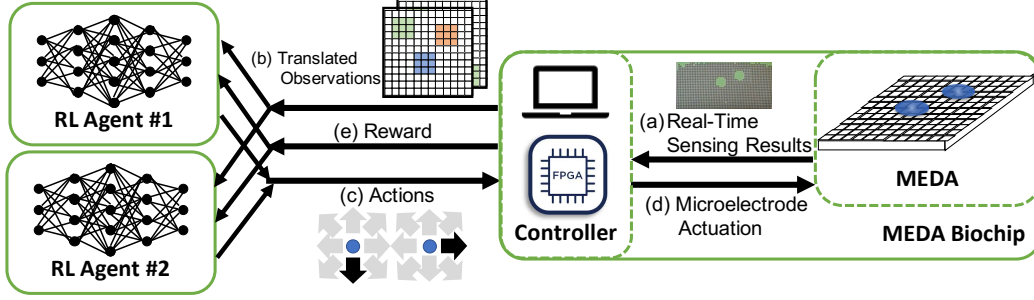 RL Agent #1
RL Agent #2
(b) Translated
Observations
(e) Reward
(c) Actions
FPGA
Controller
(a) Real-Time
Sensing Results
(d) Microelectrode
Actuation
MEDA
MEDA Biochip